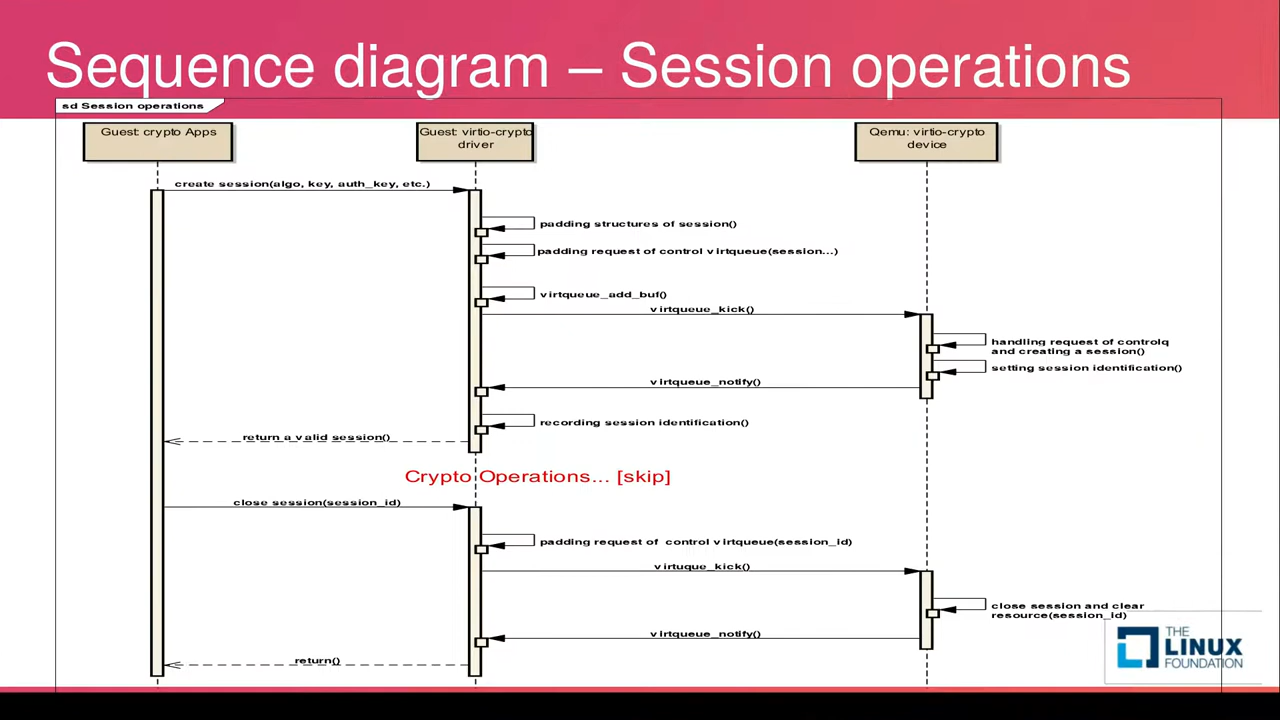 Sequence diagram – Session operations
sd Session operations
Guest: crypto Apps
Guest: virtio-crypto
driver
Qemu: virtio-crypto
device
create session(algo, key, auth_key, etc.)
padding structures of session()
padding request of control virtqueue(session...)
virtqueue_add_buf()
virtqueue_kick()
handling request of controlq
and creating a session()
setting session identification()
virtqueue_notify()
recording session identification()
return a valid session()
Crypto Operations... [skip]
close session(session_id)
padding request of control virtqueue(session_id)
virtuque_kick()
close session and clear
resource(session_id)
virtqueue_notify()
return()
THE
LINUX
FOUNDATION